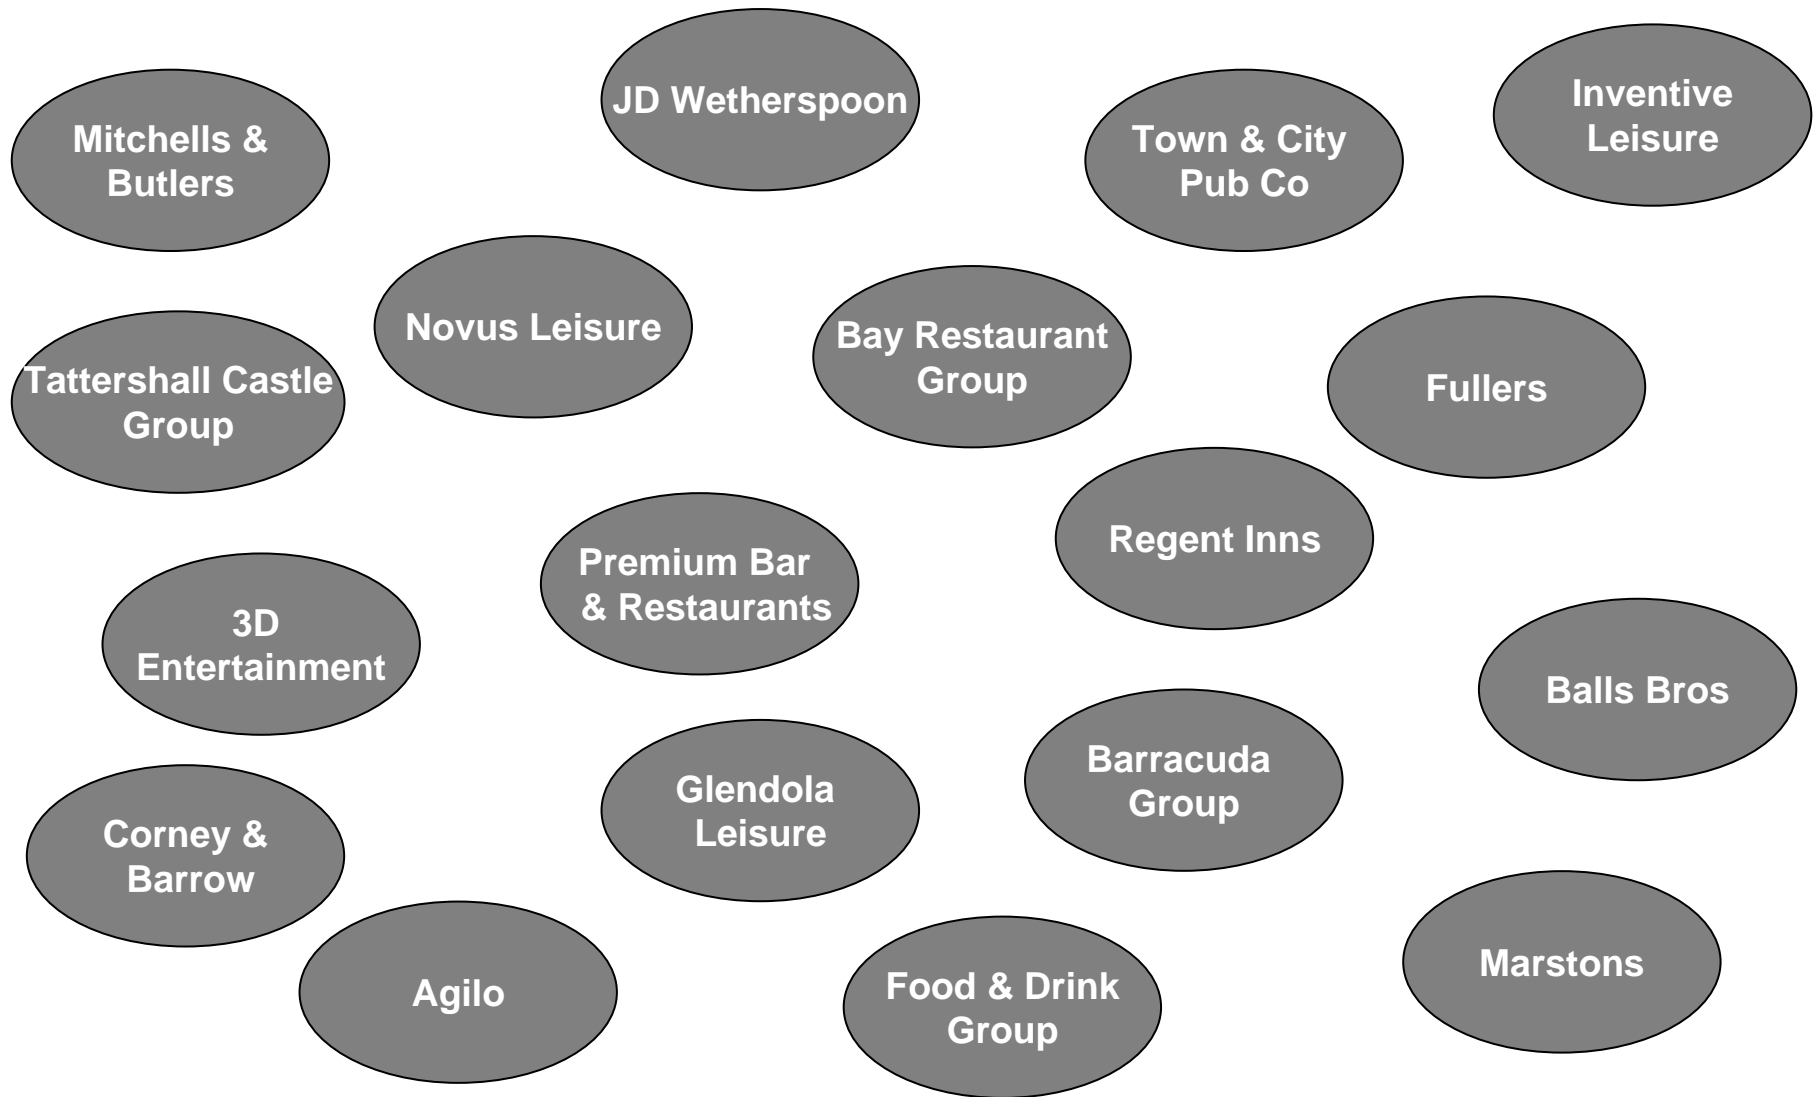 JD Wetherspoon
Inventive
Leisure
Mitchells &
Butlers
Town & City
Pub Co
Novus Leisure
Bay Restaurant
Group
Tattershall Castle
Group
Fullers
Regent Inns
Premium Bar
& Restaurants
3D
Entertainment
Balls Bros
Barracuda
Group
Glendola
Leisure
Corney &
Barrow
Marstons
Agilo
Food & Drink
Group